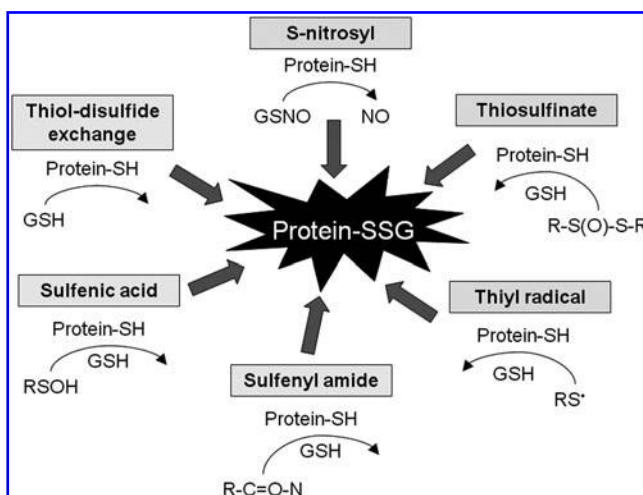 S-nitrosyl
Protein-SH
GSNO NO
Thiol-disulfide
exchange
Protein-SH
GSH
Thiosulfinate
Protein-SH
GSH
R-S(O)-S-R
Protein-SSG
Sulfenic acid
Protein-SH
GSH
RSOH
Thiyl radical
Protein-SH
GSH
RS•
Sulfenyl amide
Protein-SH
GSH
R-C=O-N